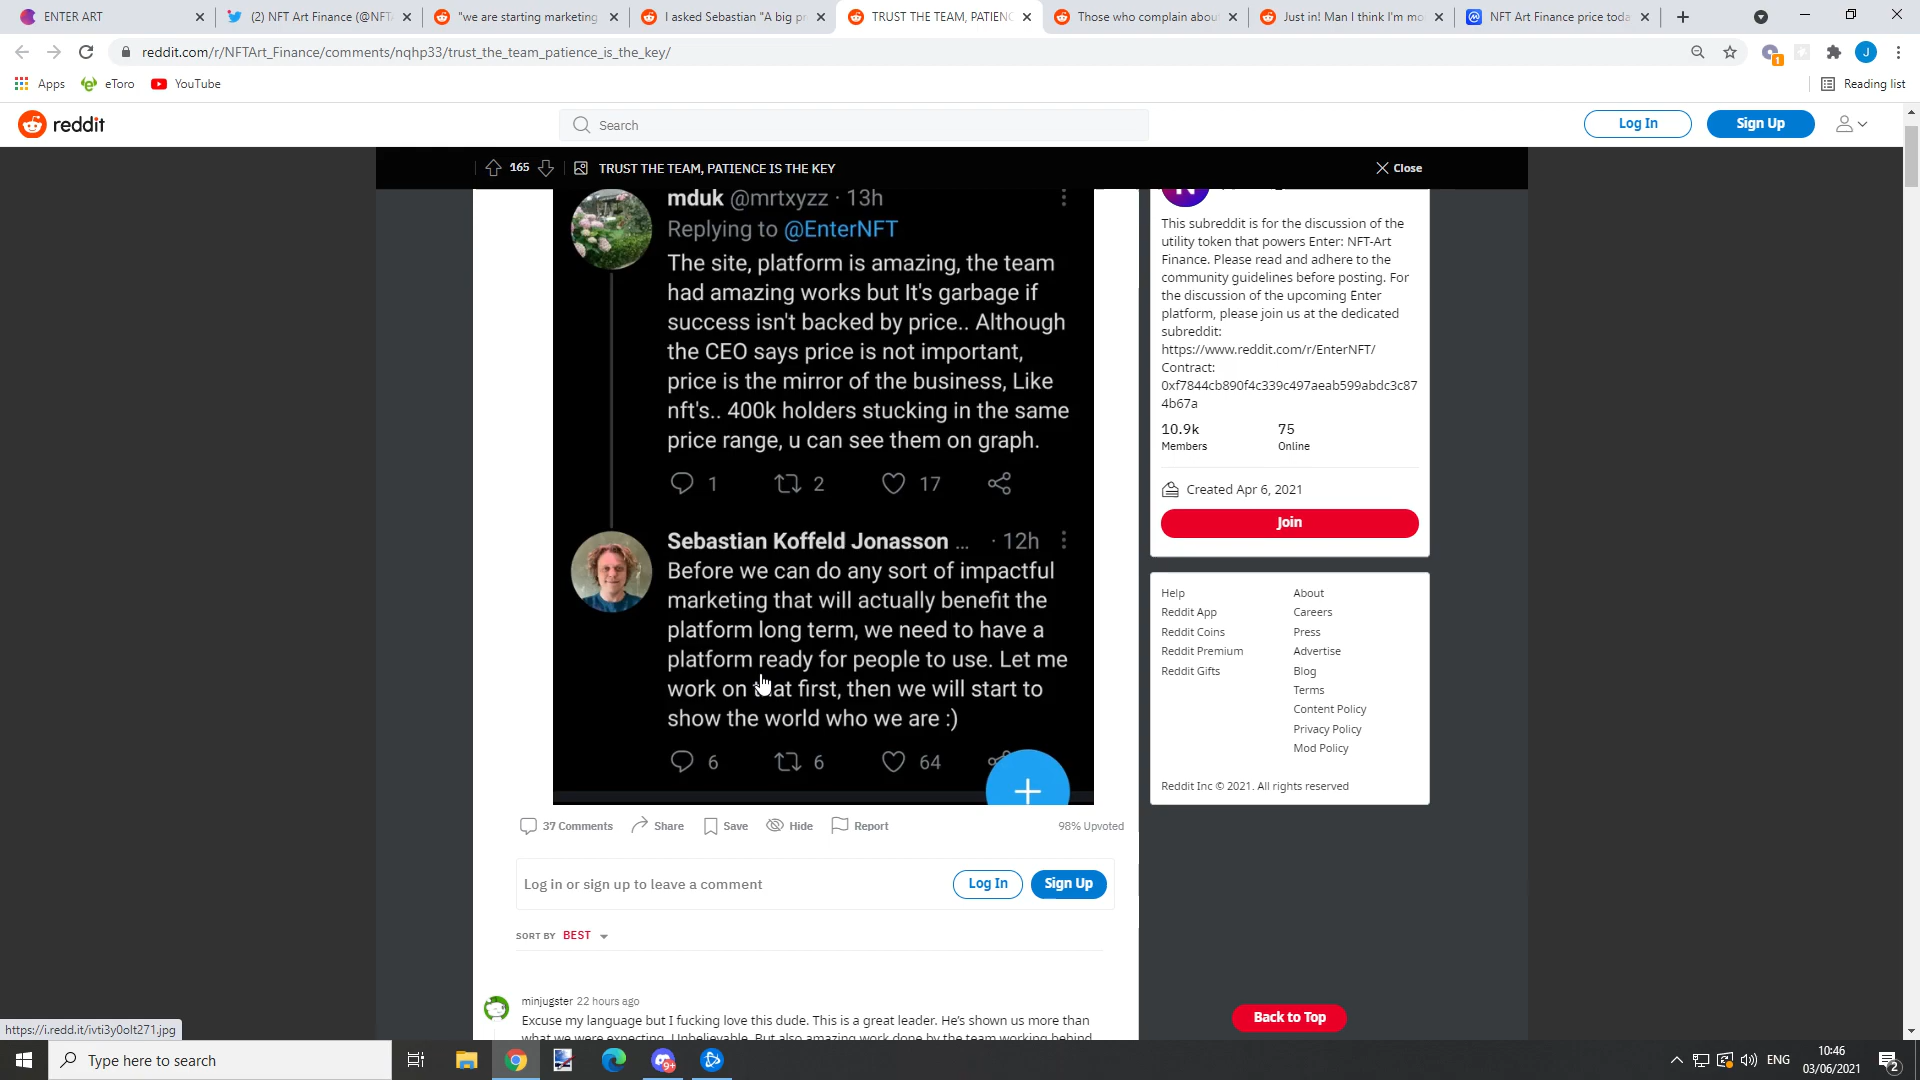 ENTER ART
(2) NFT Art Finance (@NFT
"we are starting marketing
I asked Sebastian "A big pr
TRUST THE TEAM, PATIENC
Those who complain abou
Just in! Man I think I'm mo
NFT Art Finance price toda
reddit.com/r/NFTArt_Finance/comments/nqhp33/trust_the_team_patience_is_the_key/
1
J
Apps
eToro
YouTube
Reading list
reddit
Search
Log In
Sign Up
165
TRUST THE TEAM, PATIENCE IS THE KEY
Close
mduk @mrtxyzz · 13h
Replying to @EnterNFT
The site, platform is amazing, the team
had amazing works but It's garbage if
success isn't backed by price.. Although
the CEO says price is not important,
price is the mirror of the business, Like
nft's.. 400k holders stucking in the same
price range, u can see them on graph.
1 2 17
Sebastian Koffeld Jonasson ... · 12h
Before we can do any sort of impactful
marketing that will actually benefit the
platform long term, we need to have a
platform ready for people to use. Let me
work on that first, then we will start to
show the world who we are :)
6 6 64
37 Comments
Share
Save
Hide
Report
98% Upvoted
Log in or sign up to leave a comment
Log In
Sign Up
SORT BY BEST
minjugster 22 hours ago
Excuse my language but I fucking love this dude. This is a great leader. He's shown us more than
what we were expecting. Unbelievable. But also amazing work done by the team working behind
This subreddit is for the discussion of the
utility token that powers Enter: NFT-Art
Finance. Please read and adhere to the
community guidelines before posting. For
the discussion of the upcoming Enter
platform, please join us at the dedicated
subreddit:
https://www.reddit.com/r/EnterNFT/
Contract:
0xf7844cb890f4c339c497aeab599abdc3c87
4b67a
10.9k
Members
75
Online
Created Apr 6, 2021
Join
Help
Reddit App
Reddit Coins
Reddit Premium
Reddit Gifts
About
Careers
Press
Advertise
Blog
Terms
Content Policy
Privacy Policy
Mod Policy
Reddit Inc © 2021. All rights reserved
Back to Top
https://i.redd.it/ivti3y0olt271.jpg
Type here to search
9+
ENG
10:46
03/06/2021
2